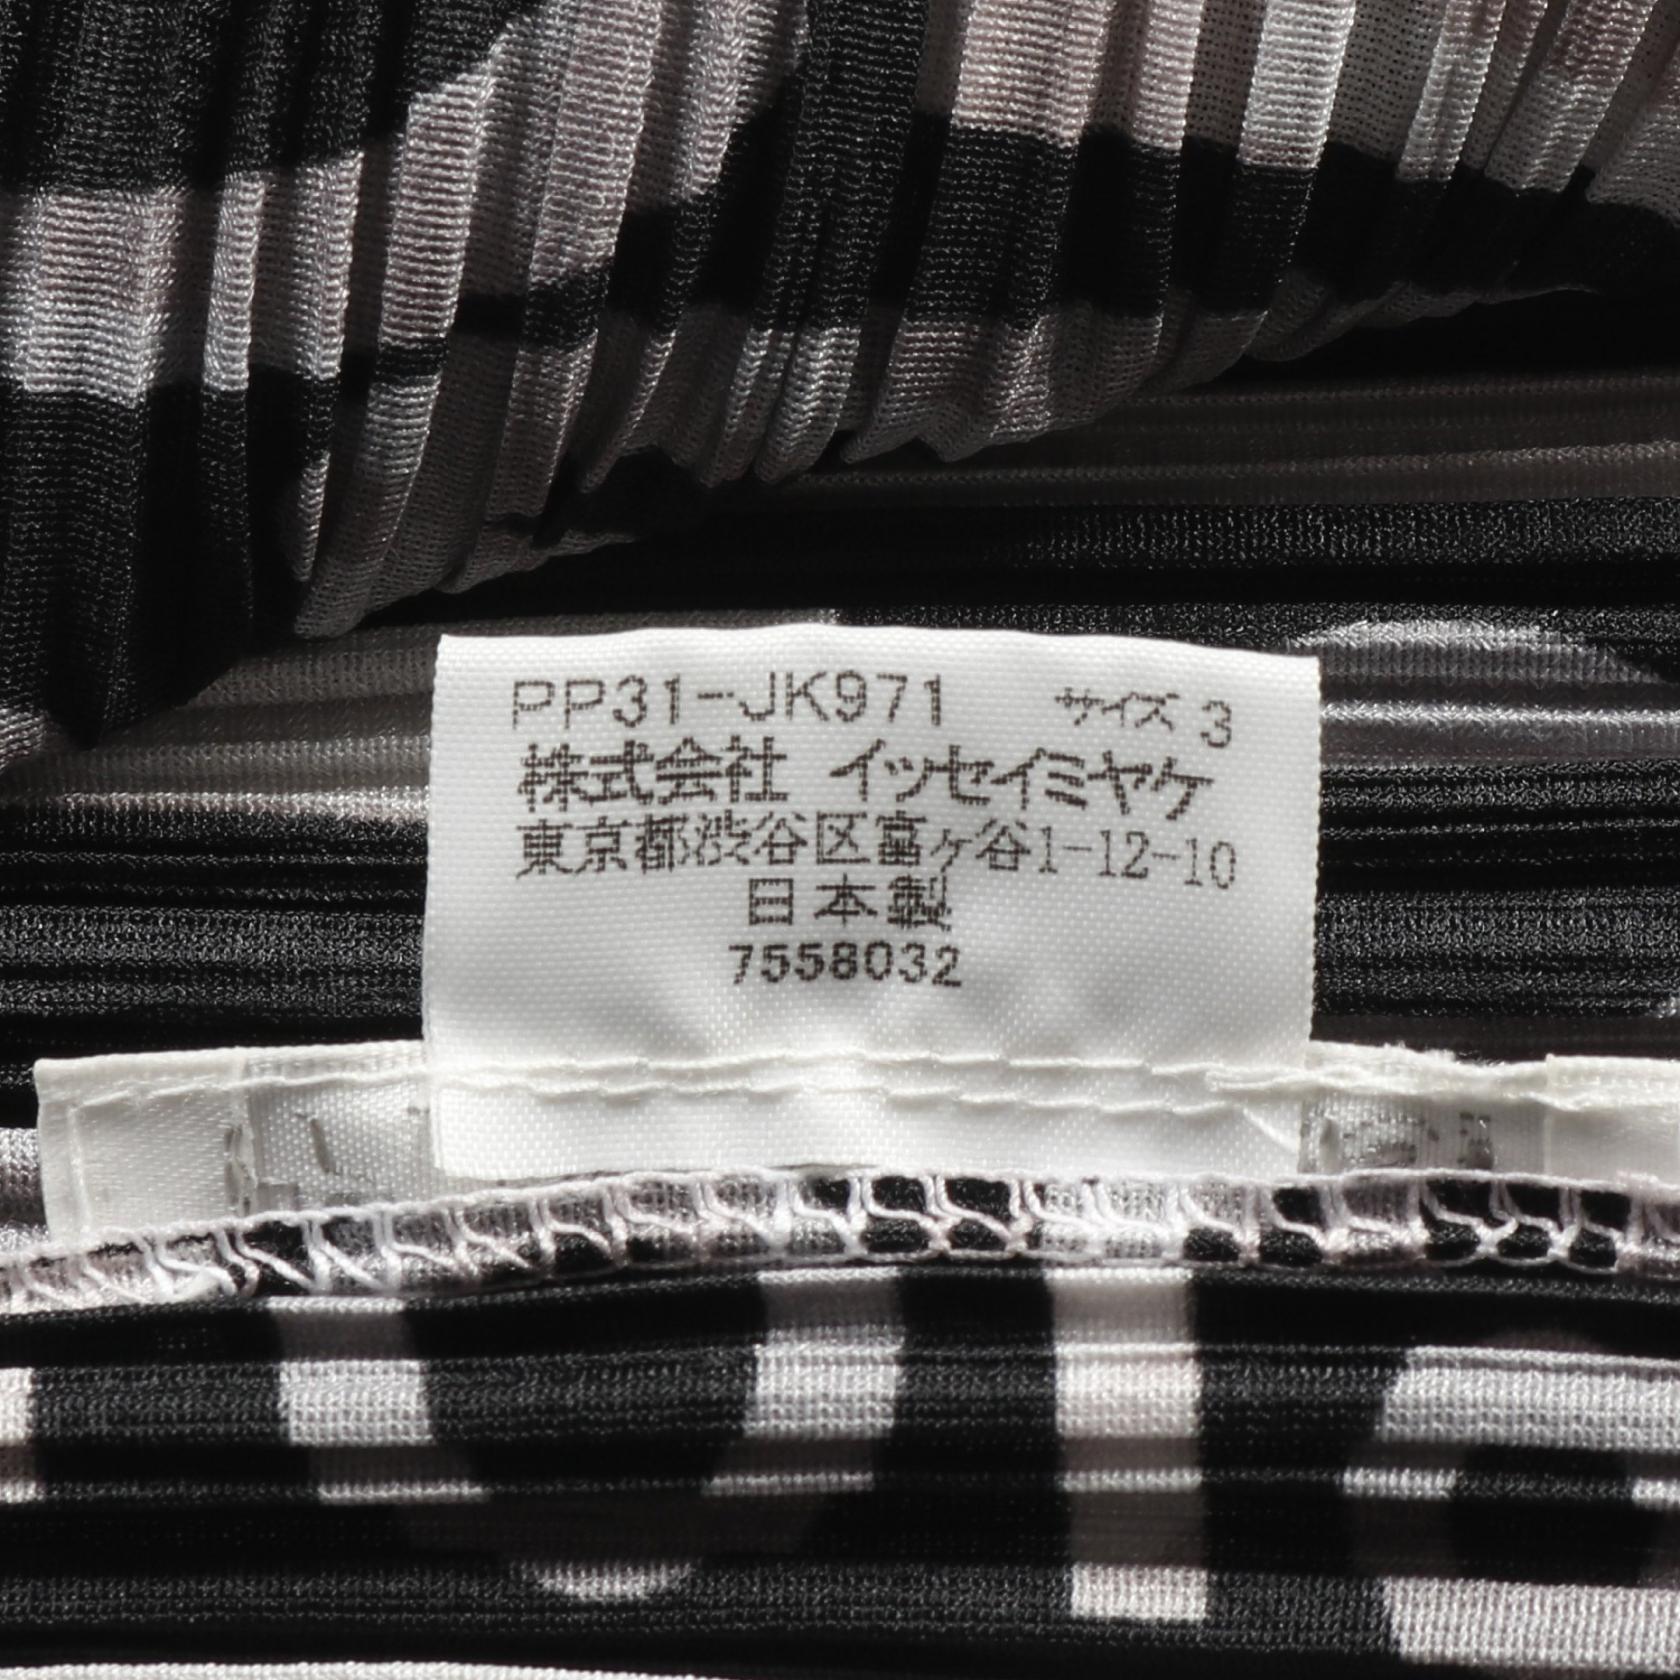 PP31-JK971 サイズ 3
株式会社 イッセイミヤケ
東京都渋谷区富ヶ谷1-12-10
日本製
7558032